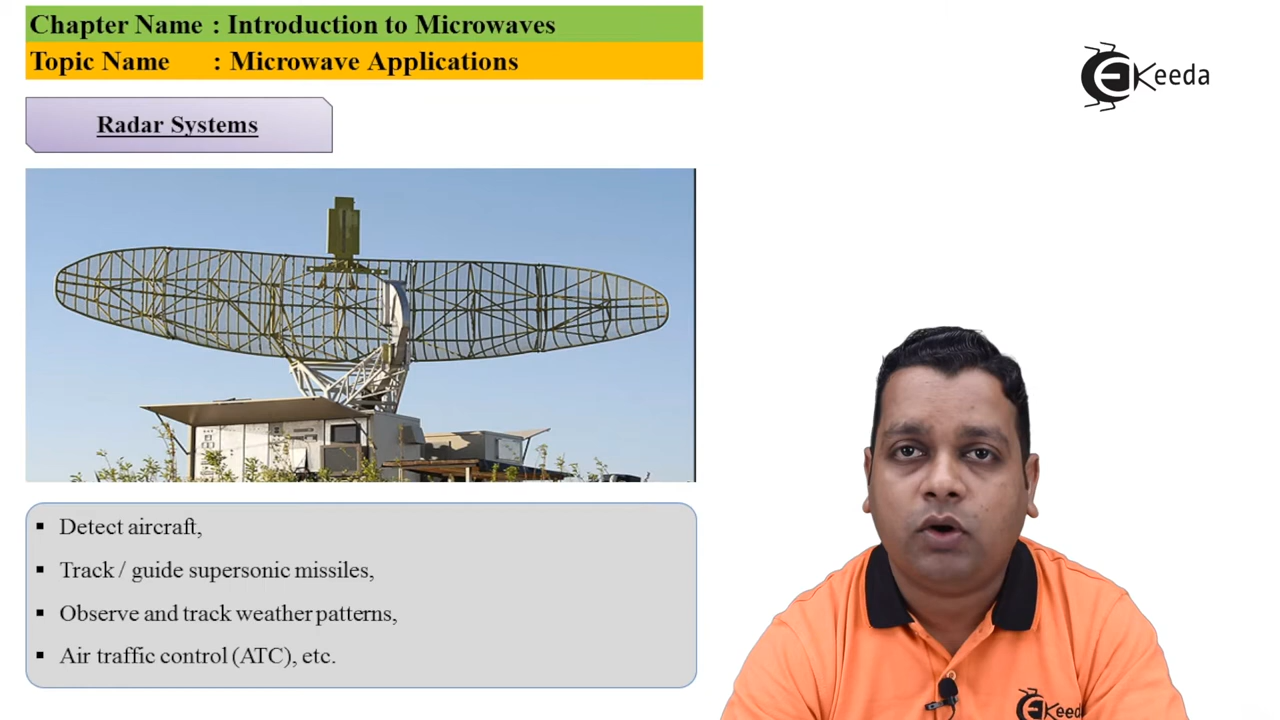 Chapter Name : Introduction to Microwaves
Topic Name : Microwave Applications
EKeeda
Radar Systems
▪ Detect aircraft,
▪ Track / guide supersonic missiles,
▪ Observe and track weather patterns,
▪ Air traffic control (ATC), etc.
EKeeda